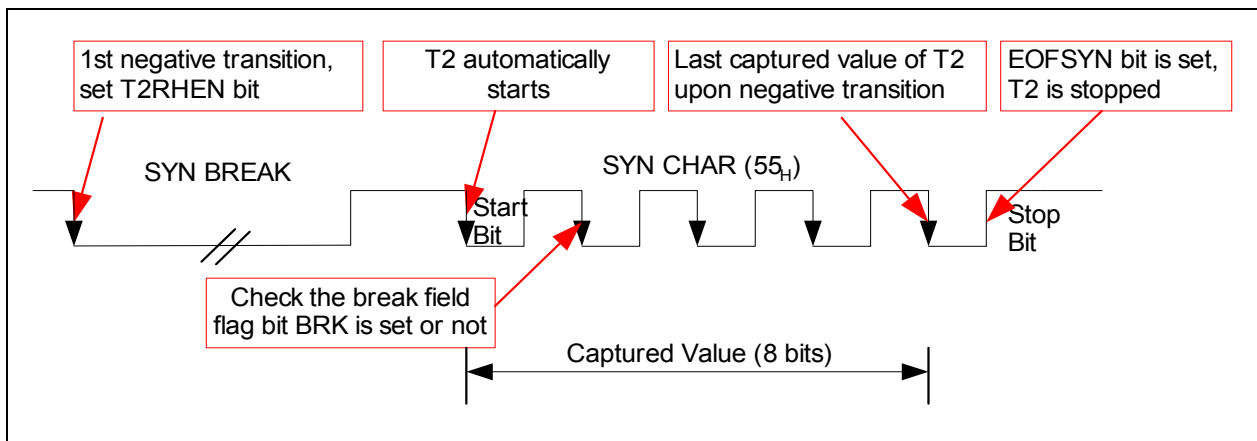 1st negative transition,
set T2RHEN bit
T2 automatically
starts
Last captured value of T2
upon negative transition
EOFSYN bit is set,
T2 is stopped
SYN BREAK
SYN CHAR (55H)
Start
Bit
Stop
Bit
Check the break field
flag bit BRK is set or not
Captured Value (8 bits)